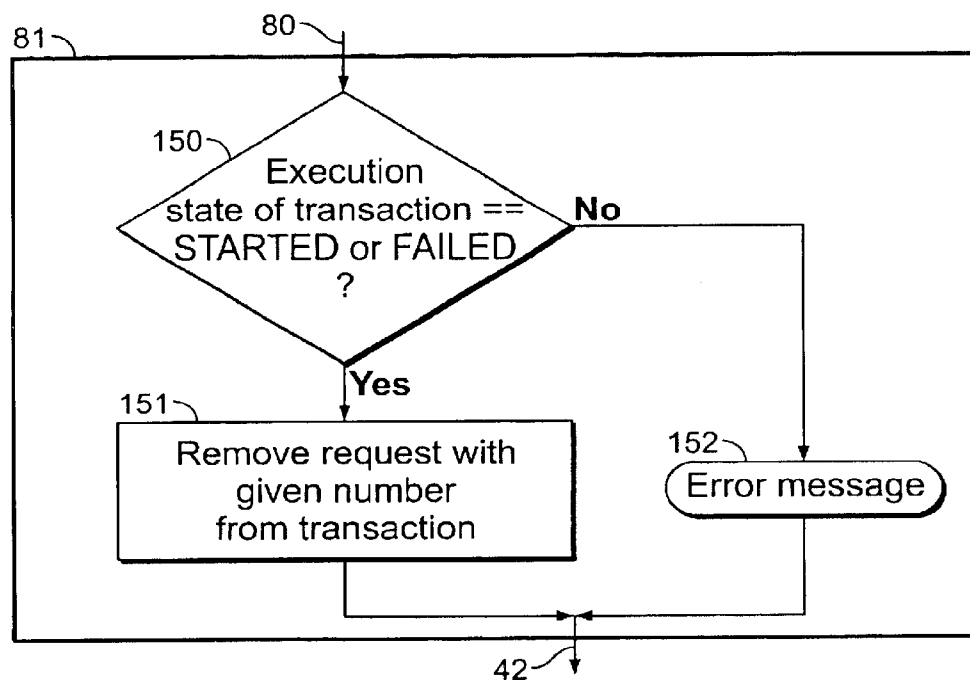 80
81
150
Execution
state of transaction ==
STARTED or FAILED
?
No
Yes
151
Remove request with
given number
from transaction
152
Error message
42